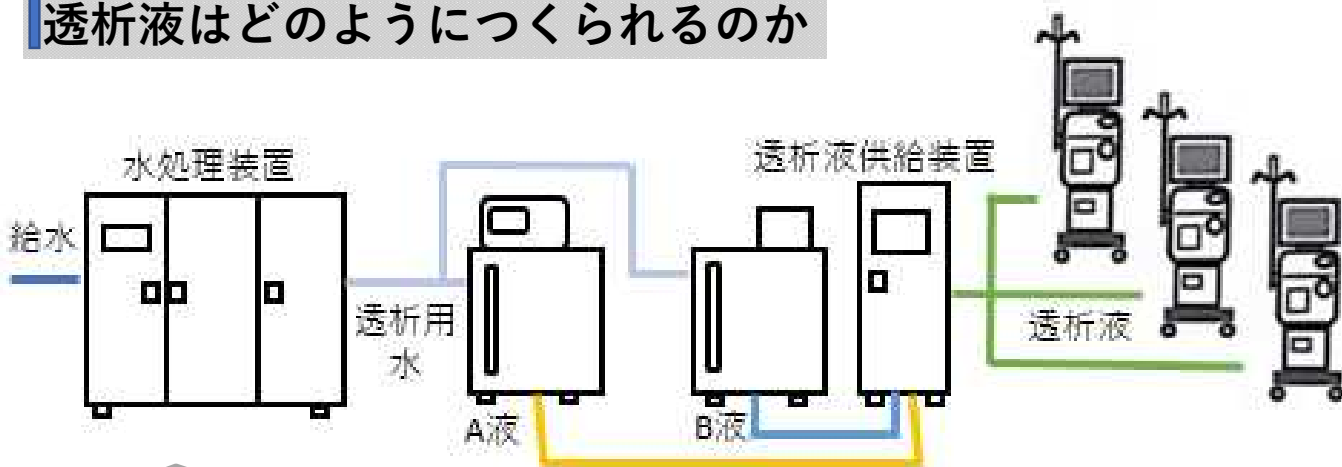 透析液はどのようにつくられるのか
水処理装置
透析液供給装置
給水
透析用
水
透析液
A液
B液